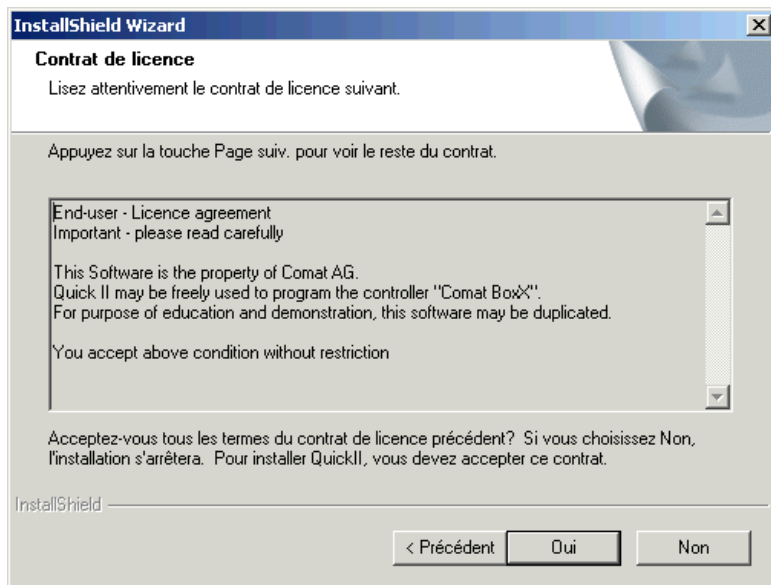 InstallShield Wizard
Contrat de licence
Lisez attentivement le contrat de licence suivant.
Appuyez sur la touche Page suiv. pour voir le reste du contrat.
End-user - Licence agreement
Important - please read carefully
This Software is the property of Comat AG.
Quick II may be freely used to program the controller "Comat BoxX".
For purpose of education and demonstration, this software may be duplicated.
You accept above condition without restriction
Acceptez-vous tous les termes du contrat de licence précédent? Si vous choisissez Non,
l'installation s'arrêtera. Pour installer QuickII, vous devez accepter ce contrat.
InstallShield
< Précédent Oui Non